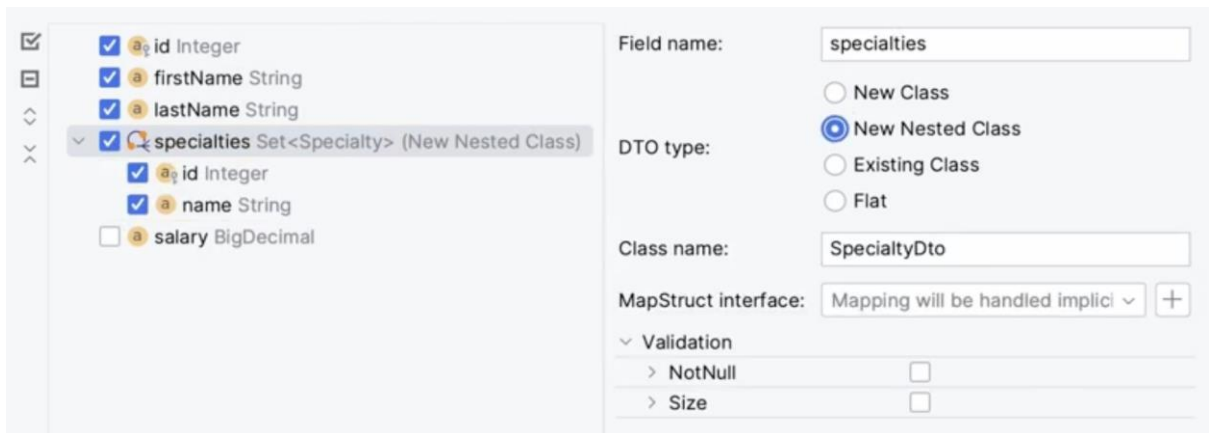 id Integer
firstName String
lastName String
specialties Set<Specialty> (New Nested Class)
id Integer
name String
salary BigDecimal
Field name: specialties
DTO type:
New Class
New Nested Class
Existing Class
Flat
Class name: SpecialtyDto
MapStruct interface: Mapping will be handled implici
Validation
NotNull
Size